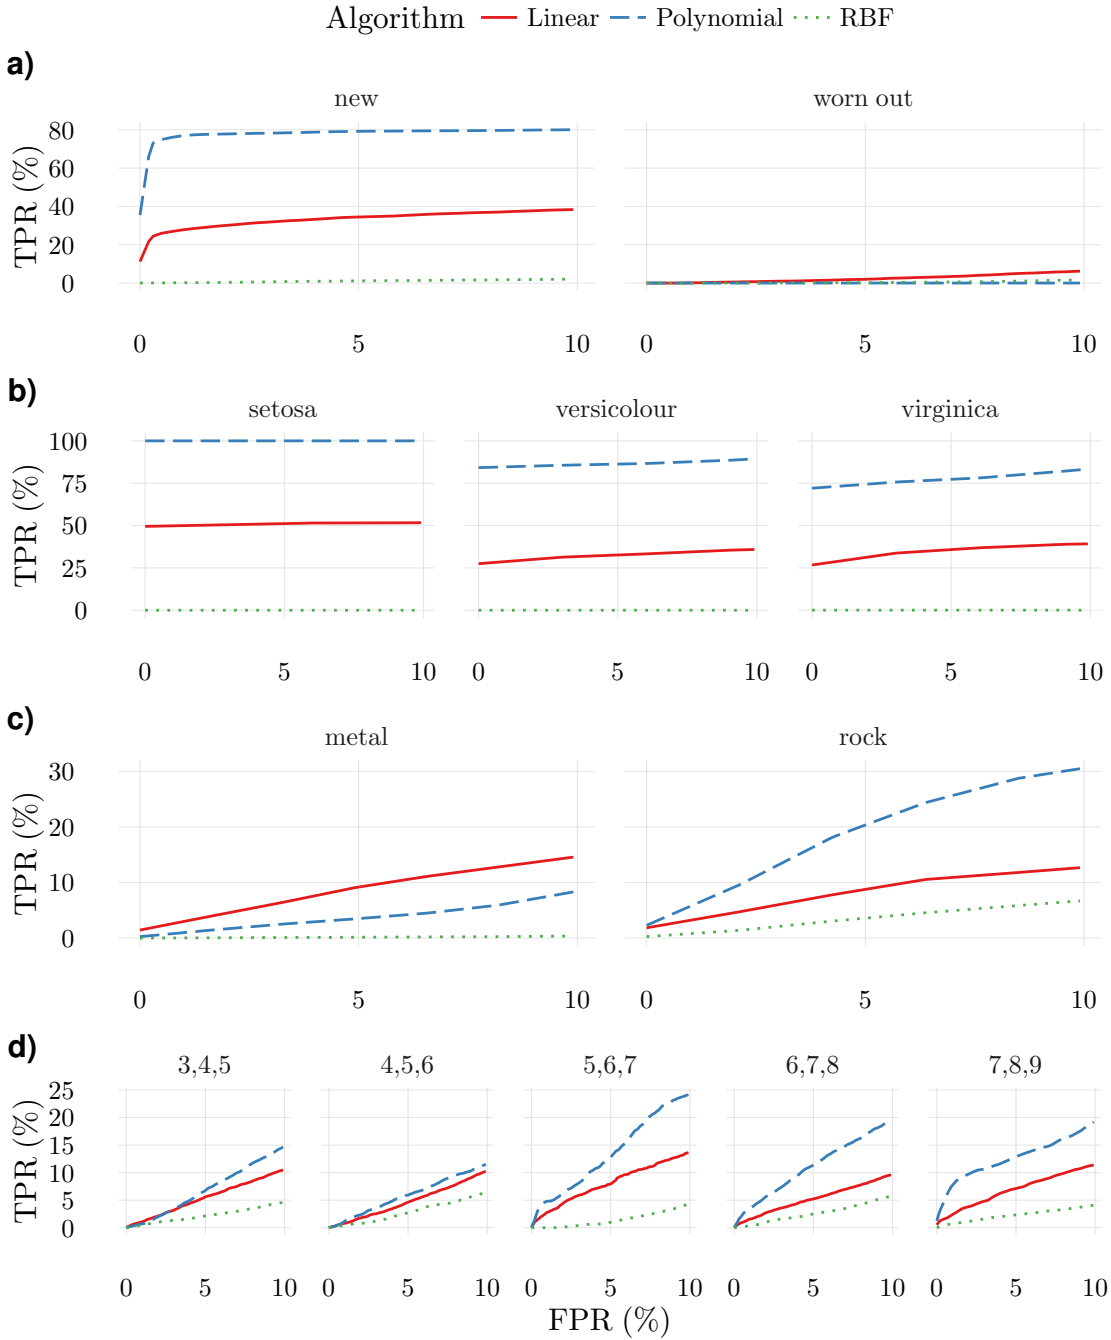 Algorithm Linear Polynomial RBF
a)
new worn out
TPR (%)
80
60
40
20
0
0 5 10 0 5 10
b)
setosa versicolour virginica
TPR (%)
100
75
50
25
0
0 5 10 0 5 10 0 5 10
c)
metal rock
TPR (%)
30
20
10
0
0 5 10 0 5 10
d)
3,4,5 4,5,6 5,6,7 6,7,8 7,8,9
TPR (%)
25
20
15
10
5
0
0 5 10 0 5 10 0 5 10 0 5 10 0 5 10
FPR (%)